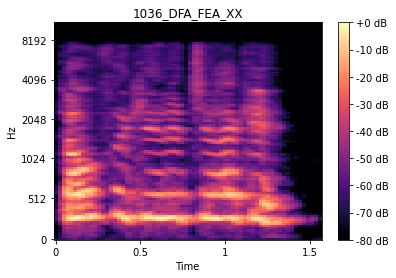 1036_DFA_FEA_XX
Hz
8192
4096
2048
1024
512
0
0
0.5
1
1.5
Time
+0 dB
-10 dB
-20 dB
-30 dB
-40 dB
-50 dB
-60 dB
-70 dB
-80 dB